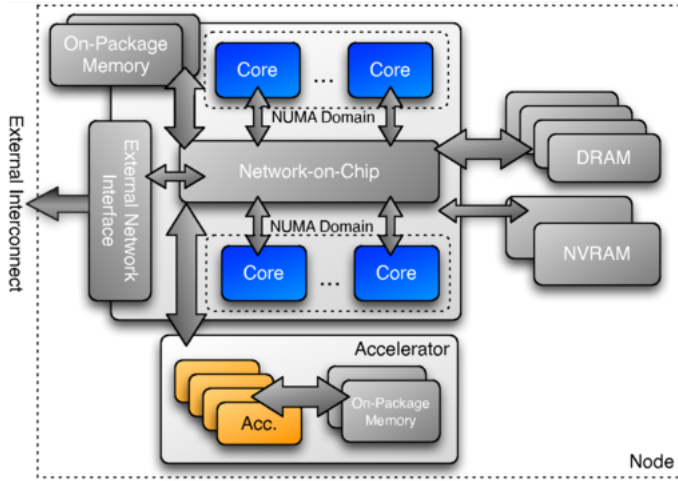 On-Package
Memory
Core
...
Core
NUMA Domain
External Interconnect
External Network
Interface
Network-on-Chip
DRAM
NUMA Domain
Core
...
Core
NVRAM
Accelerator
Acc.
On-Package
Memory
Node